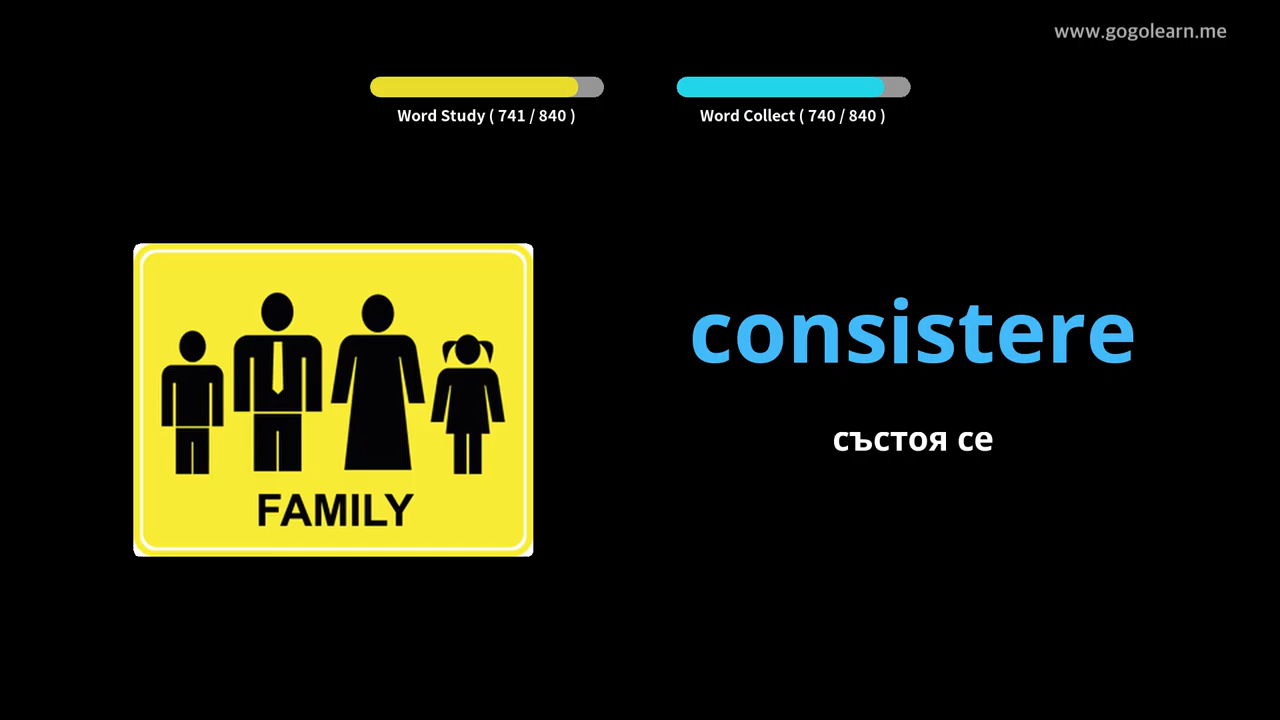 www.gogolearn.me
Word Study ( 741 / 840 )
Word Collect ( 740 / 840 )
consistere
състоя се
FAMILY